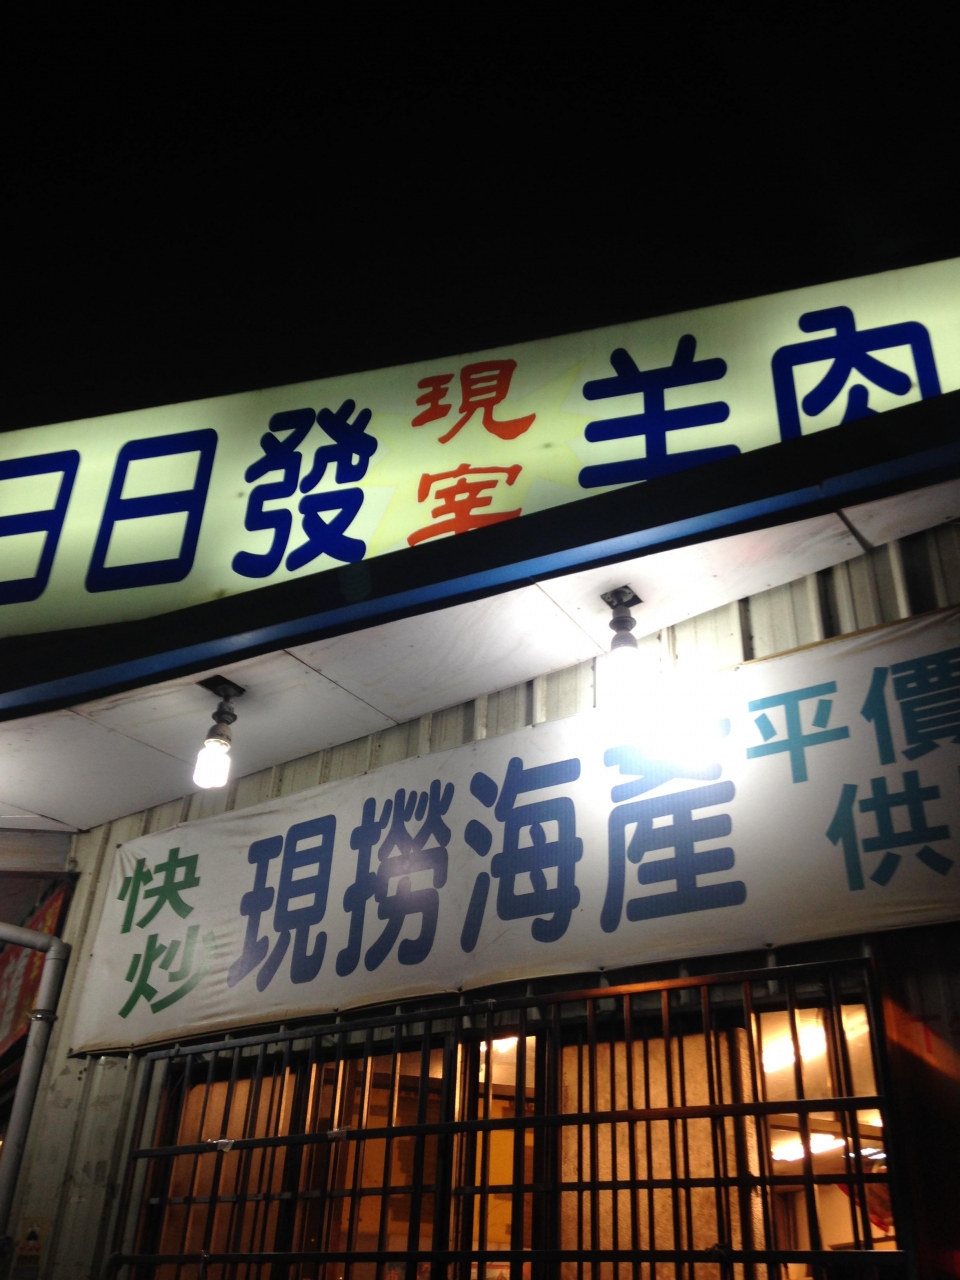 日日發 現宰 羊肉
快炒 現撈海產 平價供